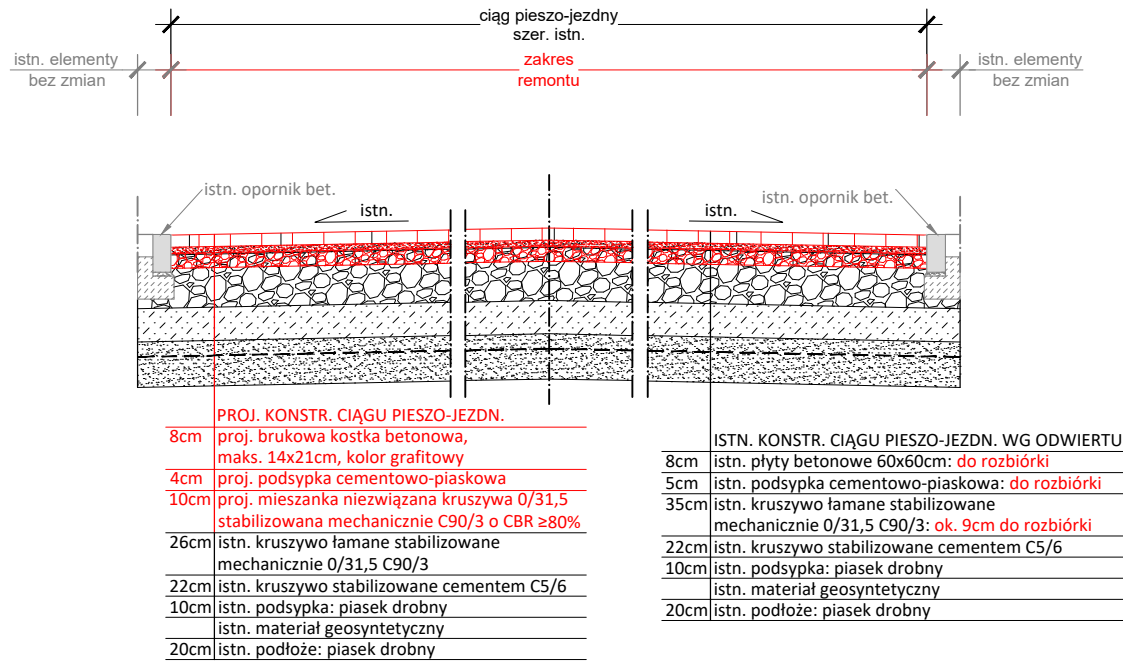 ciąg pieszo-jezdny
szer. istn.
istn. elementy
bez zmian
zakres
remontu
istn. elementy
bez zmian
istn. opornik bet.
istn. opornik bet.
istn.
istn.
PROJ. KONSTR. CIĄGU PIESZO-JEZDN.
8cm proj. brukowa kostka betonowa,
maks. 14x21cm, kolor grafitowy
4cm proj. podsypka cementowo-piaskowa
10cm proj. mieszanka niezwiązana kruszywa 0/31,5
stabilizowana mechanicznie C90/3 o CBR ≥80%
26cm istn. kruszywo łamane stabilizowane
mechanicznie 0/31,5 C90/3
22cm istn. kruszywo stabilizowane cementem C5/6
10cm istn. podsypka: piasek drobny
istn. materiał geosyntetyczny
20cm istn. podłoże: piasek drobny
ISTN. KONSTR. CIĄGU PIESZO-JEZDN. WG ODWIERTU
8cm istn. płyty betonowe 60x60cm: do rozbiórki
5cm istn. podsypka cementowo-piaskowa: do rozbiórki
35cm istn. kruszywo łamane stabilizowane
mechanicznie 0/31,5 C90/3: ok. 9cm do rozbiórki
22cm istn. kruszywo stabilizowane cementem C5/6
10cm istn. podsypka: piasek drobny
istn. materiał geosyntetyczny
20cm istn. podłoże: piasek drobny